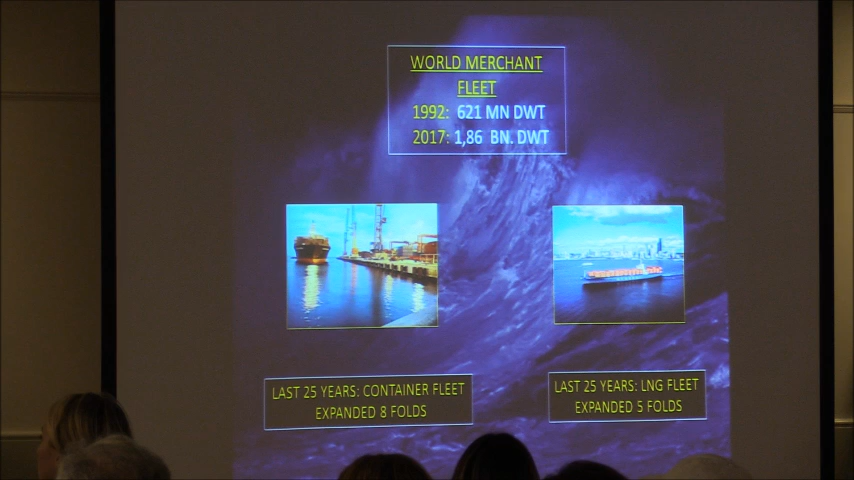 WORLD MERCHANT
FLEET
1992: 621 MN DWT
2017: 1,86 BN. DWT
LAST 25 YEARS: CONTAINER FLEET
EXPANDED 8 FOLDS
LAST 25 YEARS: LNG FLEET
EXPANDED 5 FOLDS